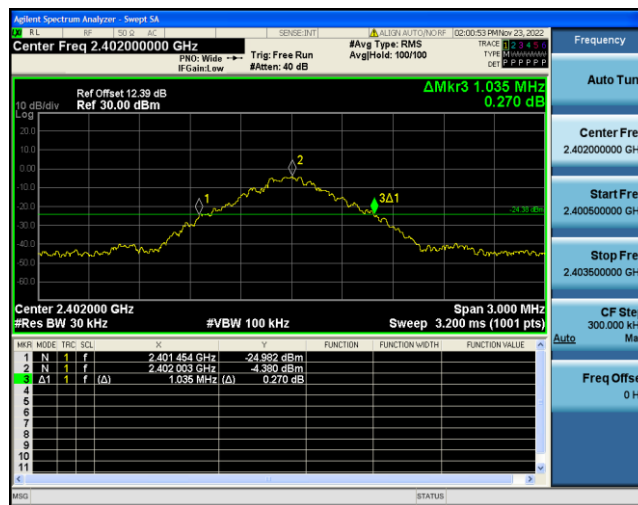 Agilent Spectrum Analyzer - Swept SA
RL RF 50 Ω AC SENSE:INT ALIGN AUTO/NO RF 02:00:53 PM Nov 23, 2022
Center Freq 2.402000000 GHz
#Avg Type: RMS
TRACE 1 2 3 4 5 6
PNO: Wide
Trig: Free Run
Avg|Hold: 100/100
TYPE M
IFGain:Low
#Atten: 40 dB
DET P P P P P P
Frequency
Auto Tun
Center Fre
2.402000000 GH
Start Fre
2.400500000 GH
Stop Fre
2.403500000 GH
CF Ste
300.000 kH
Auto Ma
Freq Offse
0 H
ΔMkr3 1.035 MHz
0.270 dB
Ref Offset 12.39 dB
10 dB/div Ref 30.00 dBm
Log
20.0
10.0
0.00
-10.0
-20.0
-30.0
-40.0
-50.0
-60.0
1
2
3Δ1
-24.38 dBm
Center 2.402000 GHz Span 3.000 MHz
#Res BW 30 kHz #VBW 100 kHz Sweep 3.200 ms (1001 pts)
MKR MODE TRC SCL X Y FUNCTION FUNCTION WIDTH FUNCTION VALUE
1 N 1 f 2.401 454 GHz -24.982 dBm
2 N 1 f 2.402 003 GHz -4.380 dBm
3 Δ1 1 f (Δ) 1.035 MHz (Δ) 0.270 dB
4
5
6
7
8
9
10
11
MSG STATUS